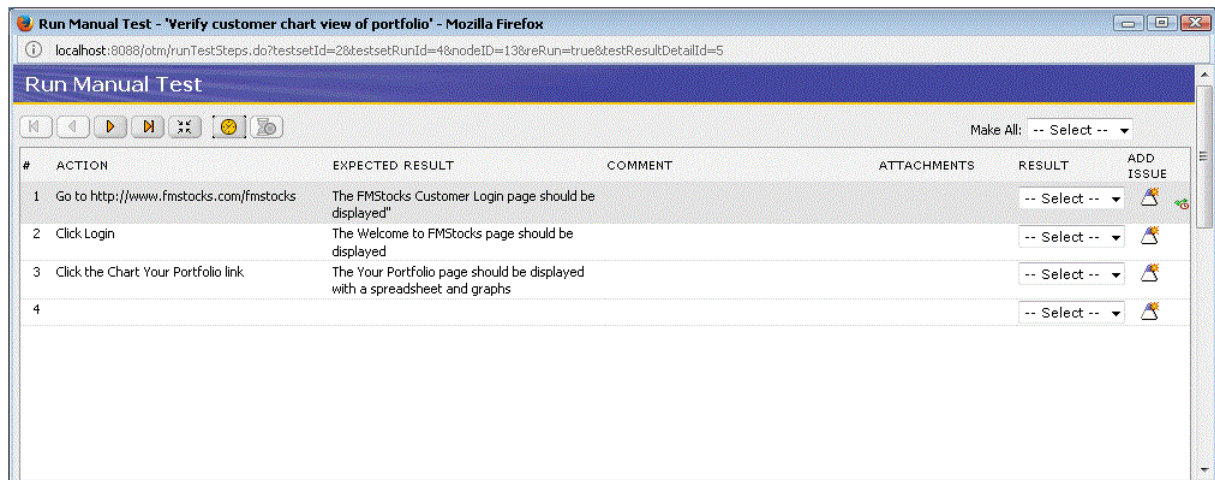 Run Manual Test - 'Verify customer chart view of portfolio' - Mozilla Firefox
localhost:8088/otm/runTestSteps.do?testsetId=2&testsetRunId=4&nodeID=13&reRun=true&testResultDetailId=5
Run Manual Test
Make All: -- Select --
# ACTION EXPECTED RESULT COMMENT ATTACHMENTS RESULT ADD
ISSUE
1 Go to http://www.fmstocks.com/fmstocks The FMStocks Customer Login page should be -- Select --
displayed"
2 Click Login The Welcome to FMStocks page should be -- Select --
displayed
3 Click the Chart Your Portfolio link The Your Portfolio page should be displayed -- Select --
with a spreadsheet and graphs
4 -- Select --